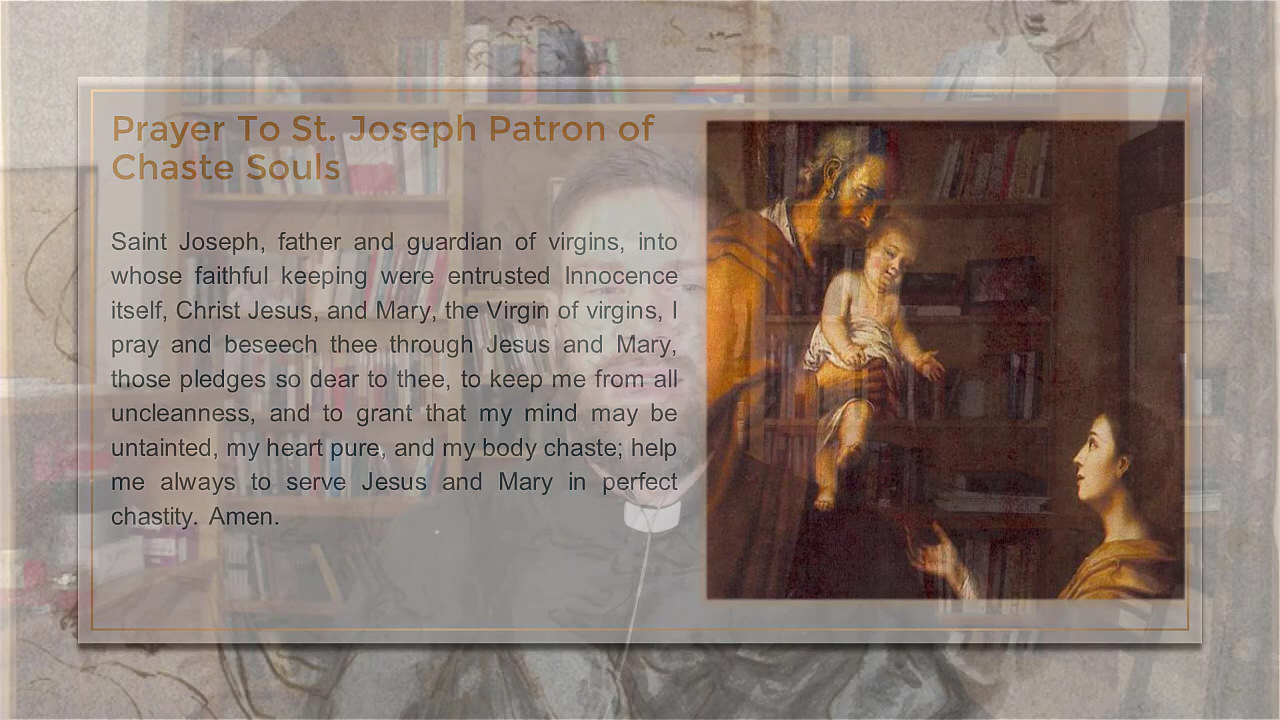 Prayer To St. Joseph Patron of
Chaste Souls
Saint Joseph, father and guardian of virgins, into
whose faithful keeping were entrusted Innocence
itself, Christ Jesus, and Mary, the Virgin of virgins, I
pray and beseech thee through Jesus and Mary,
those pledges so dear to thee, to keep me from all
uncleanness, and to grant that my mind may be
untainted, my heart pure, and my body chaste; help
me always to serve Jesus and Mary in perfect
chastity. Amen.